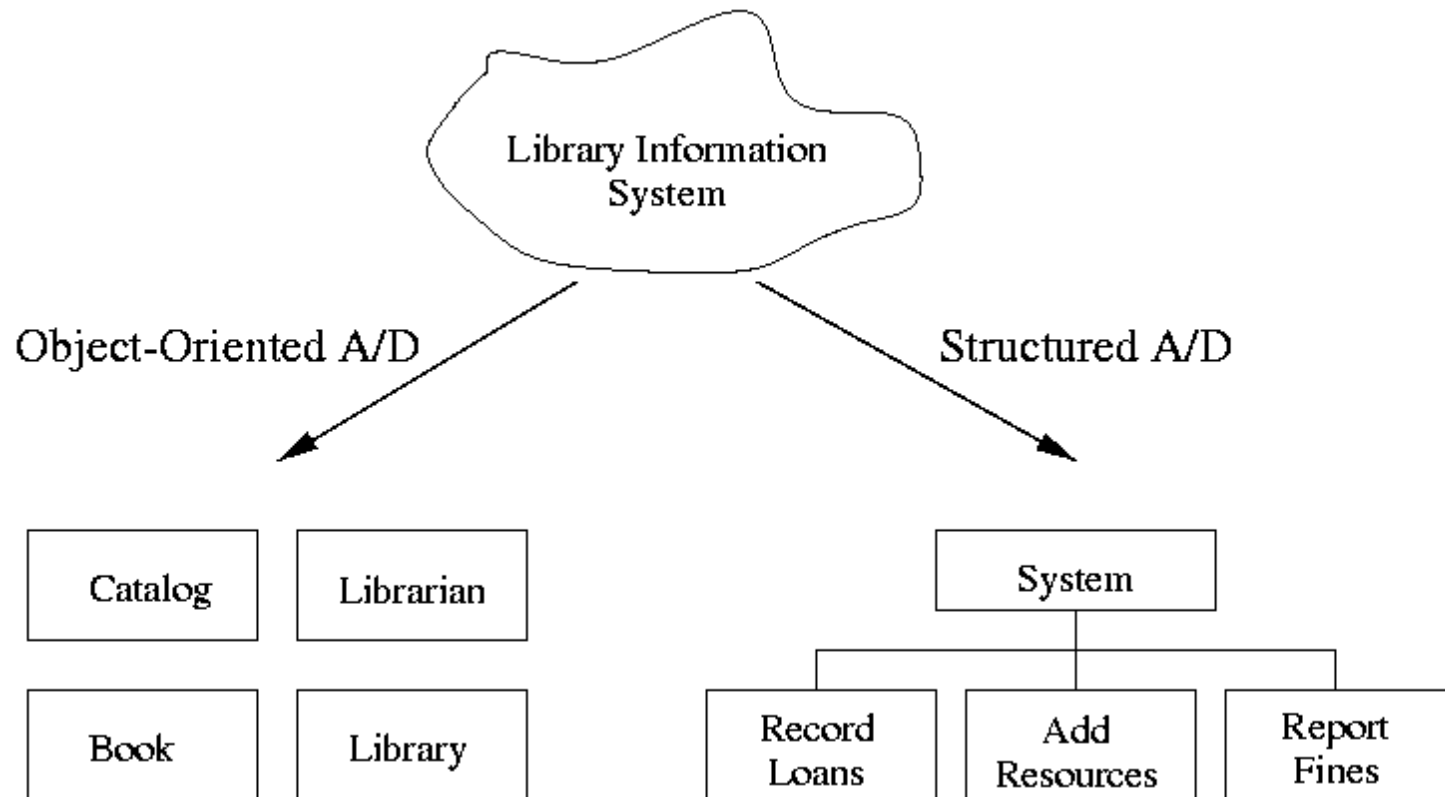 Library Information
System
Object-Oriented A/D
Structured A/D
Catalog
Librarian
System
Book
Library
Record
Loans
Add
Resources
Report
Fines